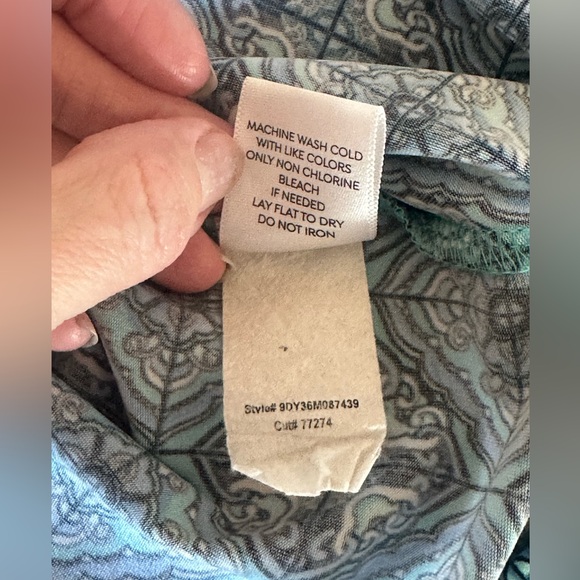 MACHINE WASH COLD
WITH LIKE COLORS
ONLY NON CHLORINE
BLEACH
IF NEEDED
LAY FLAT TO DRY
DO NOT IRON
Style# 9DY36M087439
Cut# 77274